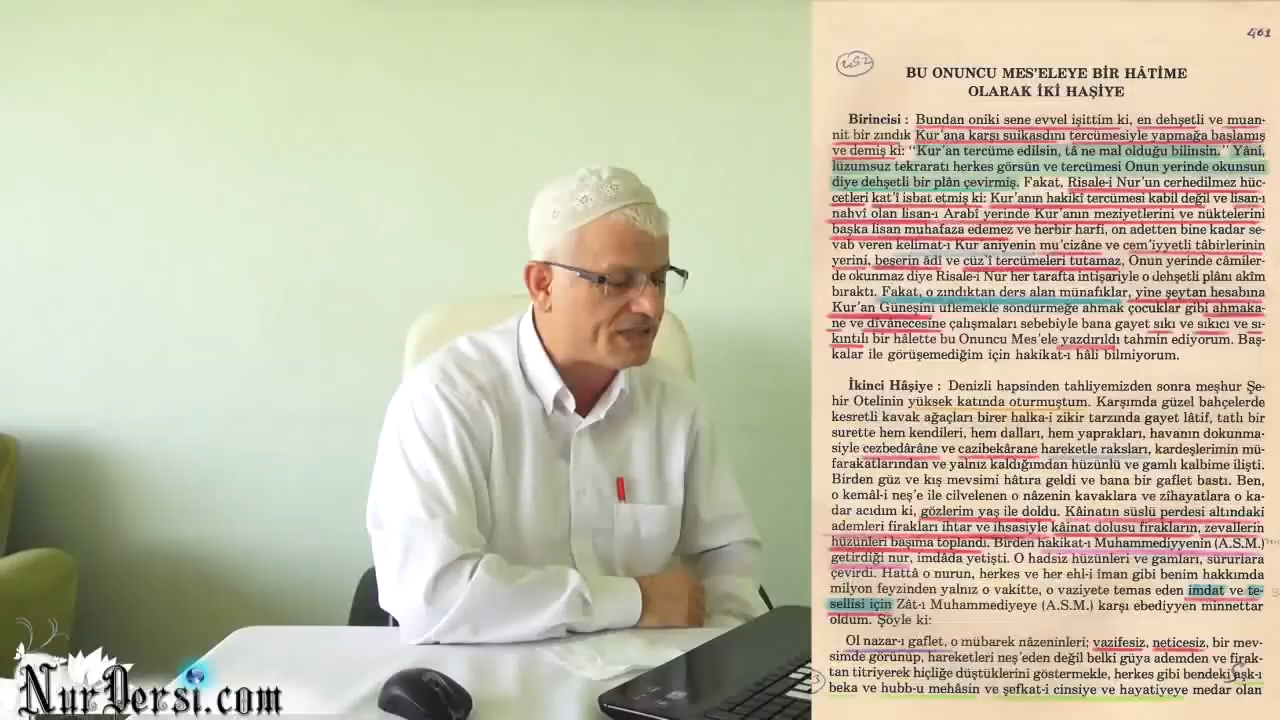 461
252
BU ONUNCU MES'ELEYE BİR HÂTİME
OLARAK İKİ HAŞİYE
Birincisi : Bundan oniki sene evvel işittim ki, en dehşetli ve muan-
nit bir zındık Kur'ana karşı suikasdını tercümesiyle yapmağa başlamış
ve demiş ki: "Kur'an tercüme edilsin, tâ ne mal olduğu bilinsin." Yâni,
lüzumsuz tekraratı herkes görsün ve tercümesi Onun yerinde okunsun
diye dehşetli bir plân çevirmiş. Fakat, Risale-i Nur'un cerhedilmez hüc-
cetleri kat'î isbat etmiş ki: Kur'anın hakikî tercümesi kabil değil ve lisan-ı
nahvî olan lisan-ı Arabî yerinde Kur'anın meziyetlerini ve nüktelerini
başka lisan muhafaza edemez ve herbir harfi, on adetten bine kadar se-
vab veren kelimat-ı Kur'aniyenin mu'cizâne ve cem'iyyetli tâbirlerinin
yerini, beşerin âdî ve cüz'î tercümeleri tutamaz, Onun yerinde câmiler-
de okunmaz diye Risale-i Nur her tarafta intişariyle o dehşetli plânı akîm
bıraktı. Fakat, o zındıktan ders alan münafıklar, yine şeytan hesabına
Kur'an Güneşini üflemekle söndürmeğe ahmak çocuklar gibi ahmaka-
ne ve divânecesine çalışmaları sebebiyle bana gayet sıkı ve sıkıcı ve sı-
kıntılı bir hâlette bu Onuncu Mes'ele yazdırıldı tahmin ediyorum. Baş-
kalar ile görüşemediğim için hakikat-ı hâli bilmiyorum.
İkinci Hâşiye : Denizli hapsinden tahliyemizden sonra meşhur Şe-
hir Otelinin yüksek katında oturmuştum. Karşımda güzel bahçelerde
kesretli kavak ağaçları birer halka-i zikir tarzında gayet lâtif, tatlı bir
surette hem kendileri, hem dalları, hem yaprakları, havanın dokunma-
siyle cezbedârâne ve cazibekârane hareketle raksları, kardeşlerimin mü-
farakatlarından ve yalnız kaldığımdan hüzünlü ve gamlı kalbime ilişti.
Birden güz ve kış mevsimi hâtıra geldi ve bana bir gaflet bastı. Ben,
o kemâl-i neş'e ile cilvelenen o nâzenin kavaklara ve zîhayatlara o ka-
dar acıdım ki, gözlerim yaş ile doldu. Kâinatın süslü perdesi altındaki
ademleri firakları ihtar ve ihsasiyle kâinat dolusu firakların, zevallerin
hüzünleri başıma toplandı. Birden hakikat-ı Muhammediyyenin (A.S.M.)
getirdiği nur, imdâda yetişti. O hadsiz hüzünleri ve gamları, sürurlara
çevirdi. Hattâ o nurun, herkes ve her ehl-i îman gibi benim hakkımda
milyon feyzinden yalnız o vakitte, o vaziyete temas eden imdat ve te-
sellisi için Zât-ı Muhammediyeye (A.S.M.) karşı ebediyyen minnettar
oldum. Şöyle ki:
Ol nazar-ı gaflet, o mübarek nâzeninleri; vazifesiz, neticesiz, bir mev-
simde görünüp, hareketleri neş'eden değil belki güya ademden ve firak-
tan titriyerek hiçliğe düştüklerini göstermekle, herkes gibi bendeki aşk-ı
beka ve hubb-u mehâsin ve şefkat-i cinsiye ve hayatiyeye medar olan
NurDersi.com